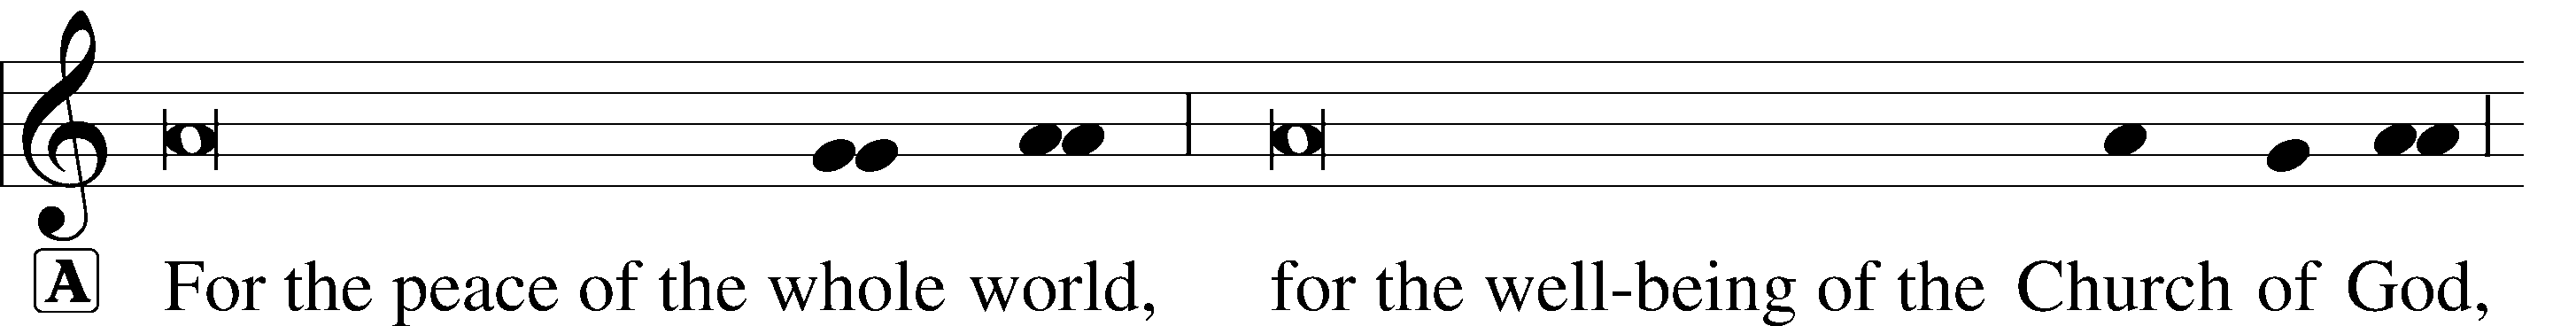 A For the peace of the whole world, for the well-being of the Church of God,